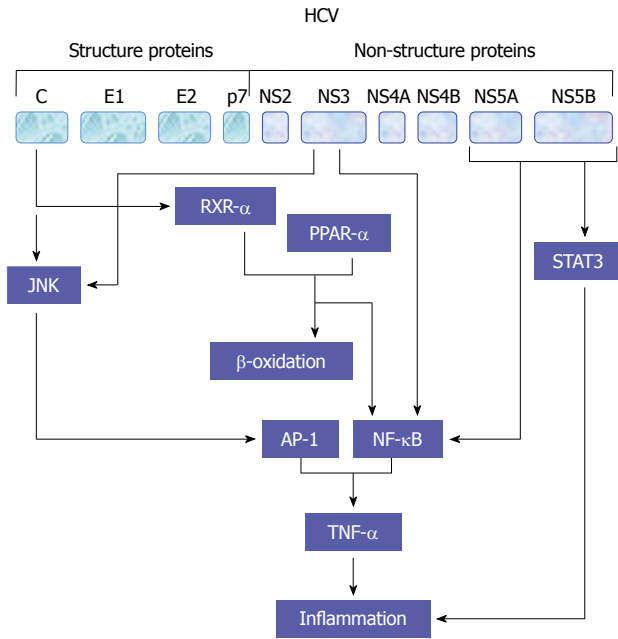 HCV
Structure proteins Non-structure proteins
C E1 E2 p7 NS2 NS3 NS4A NS4B NS5A NS5B
RXR-α
PPAR-α
STAT3
JNK
β-oxidation
AP-1 NF-κB
TNF-α
Inflammation